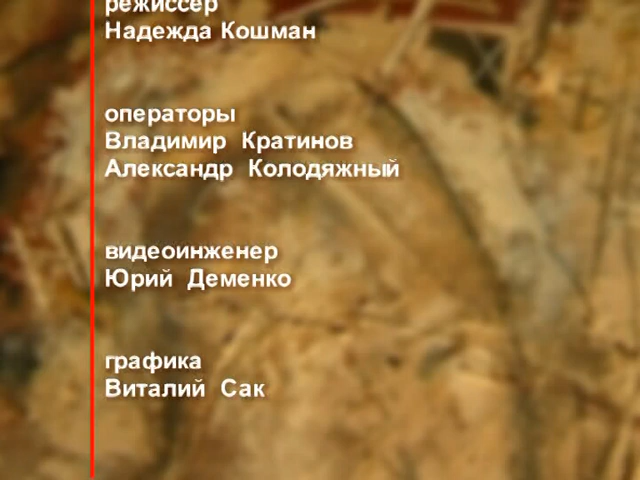 режиссер
Надежда Кошман
операторы
Владимир Кратинов
Александр Колодяжный
видеоинженер
Юрий Деменко
графика
Виталий Сак